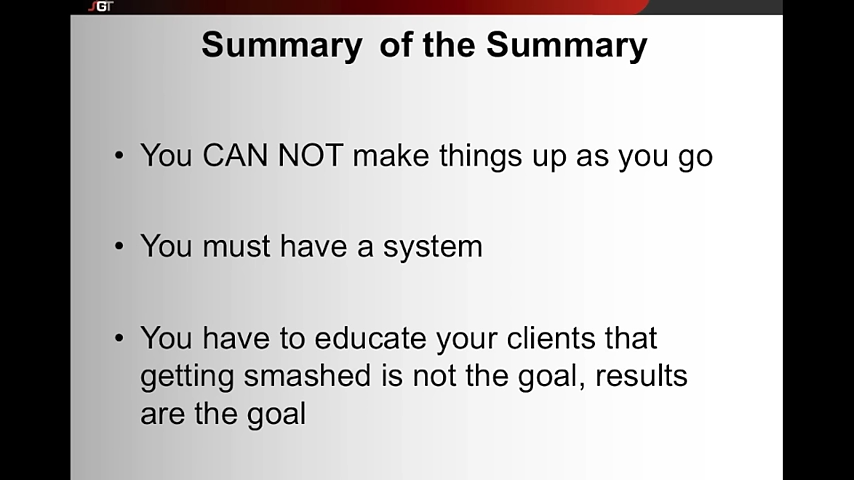 SGT
Summary of the Summary
• You CAN NOT make things up as you go
• You must have a system
• You have to educate your clients that
getting smashed is not the goal, results
are the goal